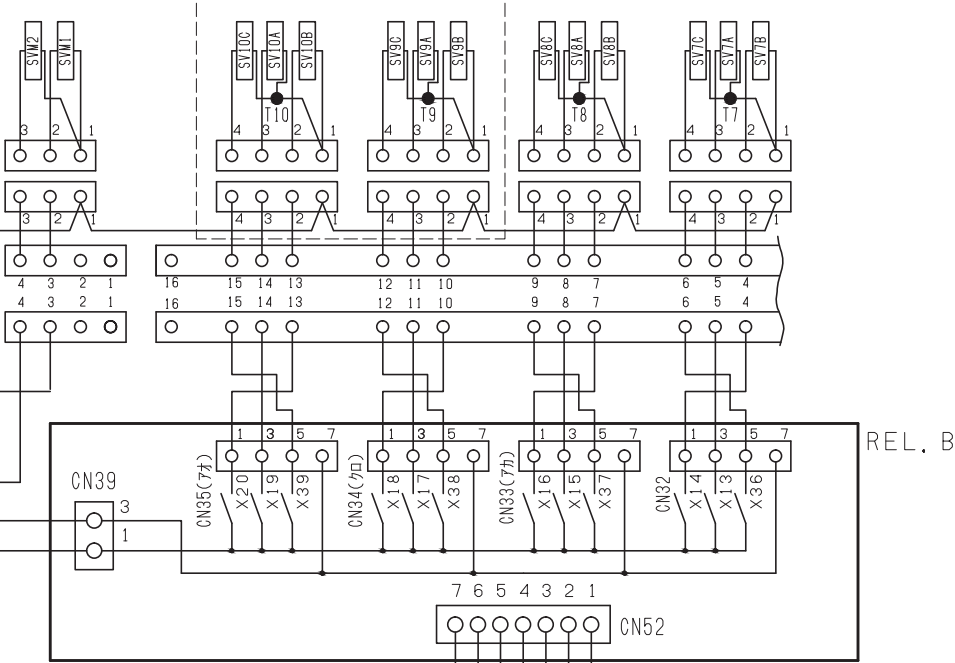 SVM2 SVM1 SV10C SV10A SV10B SV9C SV9A SV9B SV8C SV8A SV8B SV7C SV7A SV7B
T10 T9 T8 T7
3 2 1 4 3 2 1 4 3 2 1 4 3 2 1 4 3 2 1
3 2 1 4 3 2 1 4 3 2 1 4 3 2 1 4 3 2 1
4 3 2 1 16 15 14 13 12 11 10 9 8 7 6 5 4
4 3 2 1 16 15 14 13 12 11 10 9 8 7 6 5 4
1 3 5 7 1 3 5 7 1 3 5 7 1 3 5 7
REL. B
CN35(アオ) X20 X19 X39 CN34(クロ) X18 X17 X38 CN33(アカ) X16 X15 X37 CN32 X14 X13 X36
CN39
3
1
7 6 5 4 3 2 1
CN52